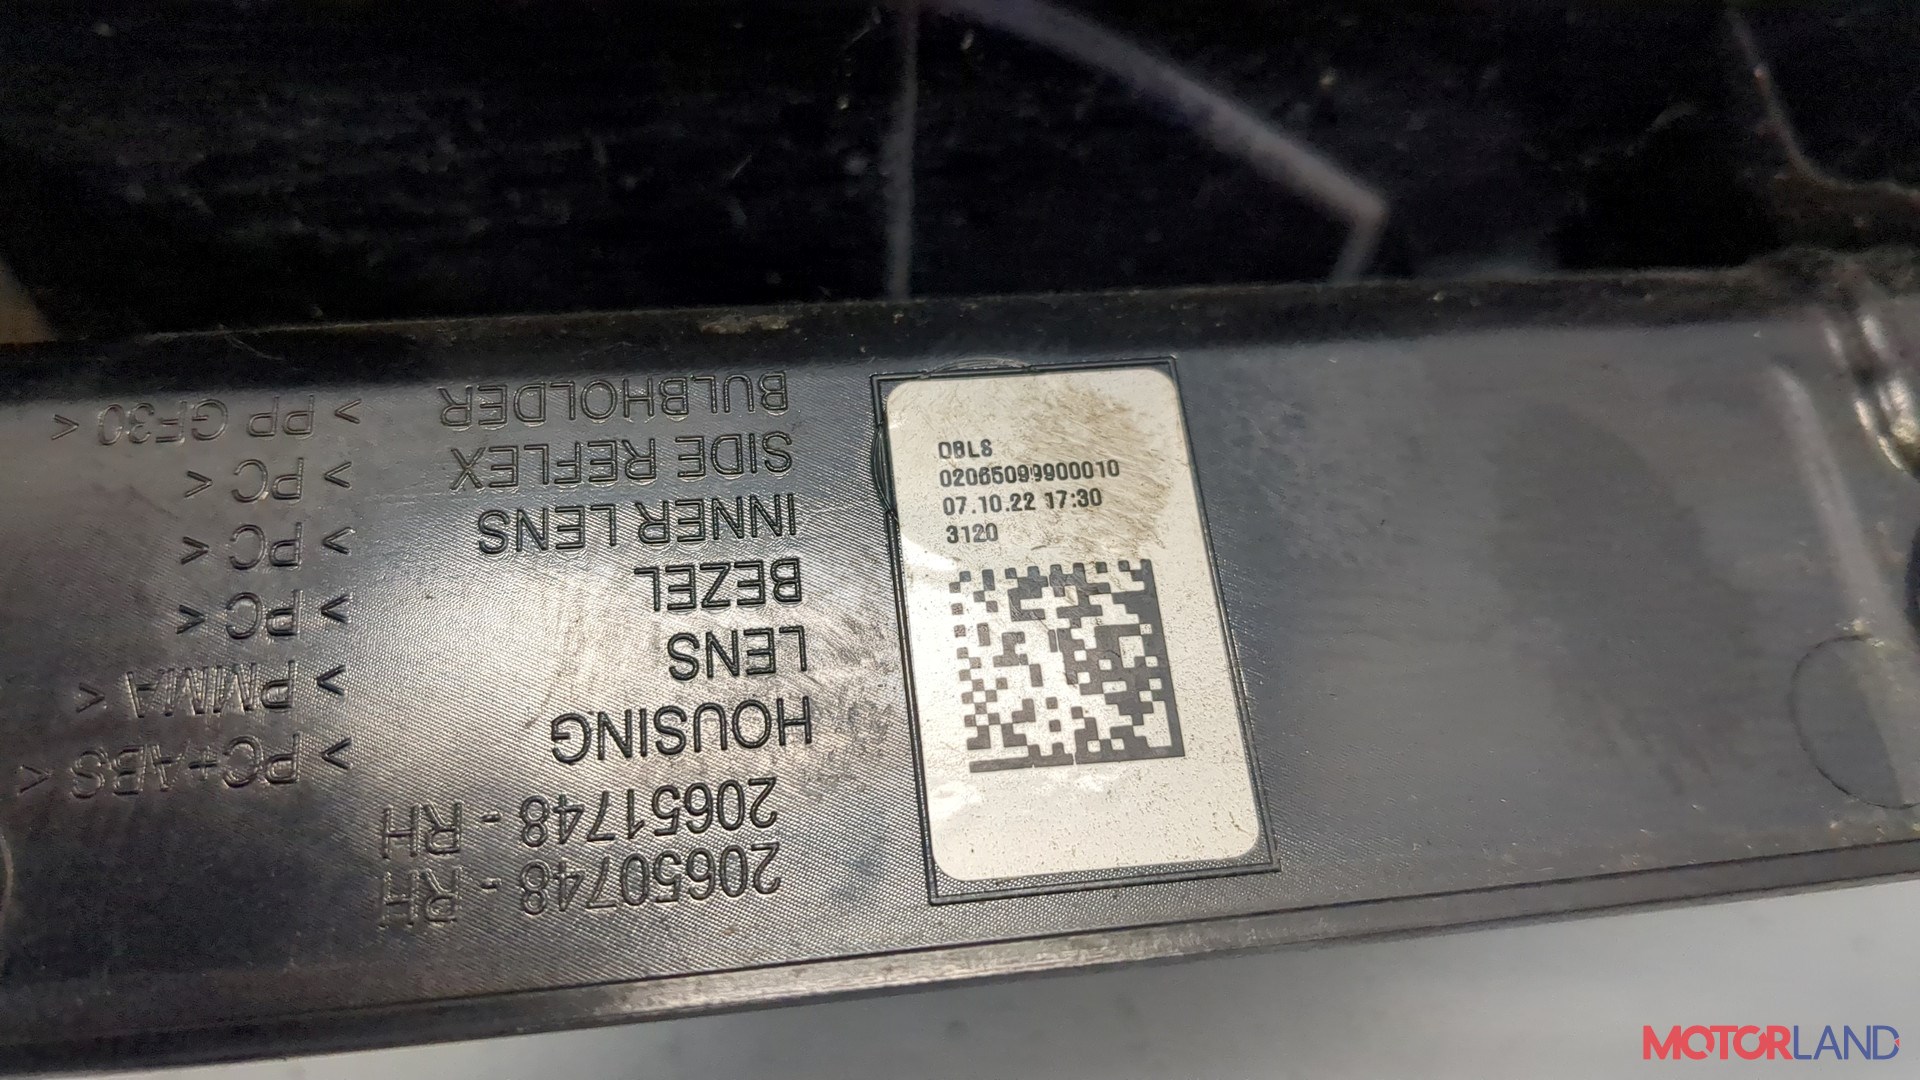 20650748 - RH
20651748 - RH
HOUSING > PC+ABS <
LENS > PMMA <
BEZEL > PC <
INNER LENS > PC <
SIDE REFLEX > PC <
BULBHOLDER > PP GF30 <
OBLS
02065099900010
07.10.22 17:30
3120
MOTORLAND